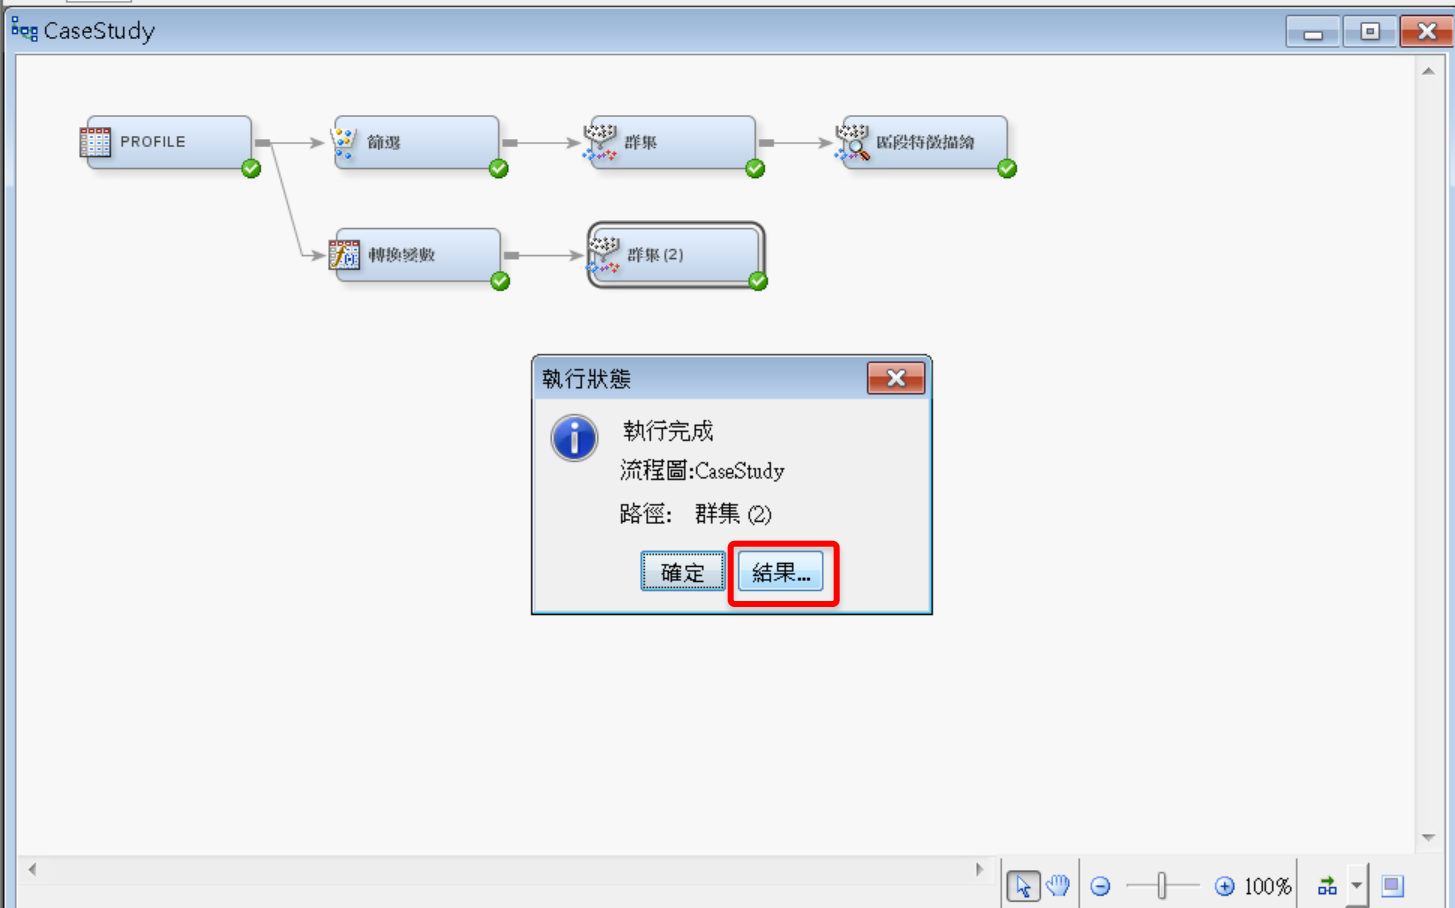 CaseStudy
PROFILE
篩選
群集
區段特徵描繪
轉換變數
群集 (2)
執行狀態
執行完成
流程圖:CaseStudy
路徑: 群集 (2)
確定
結果...
100%